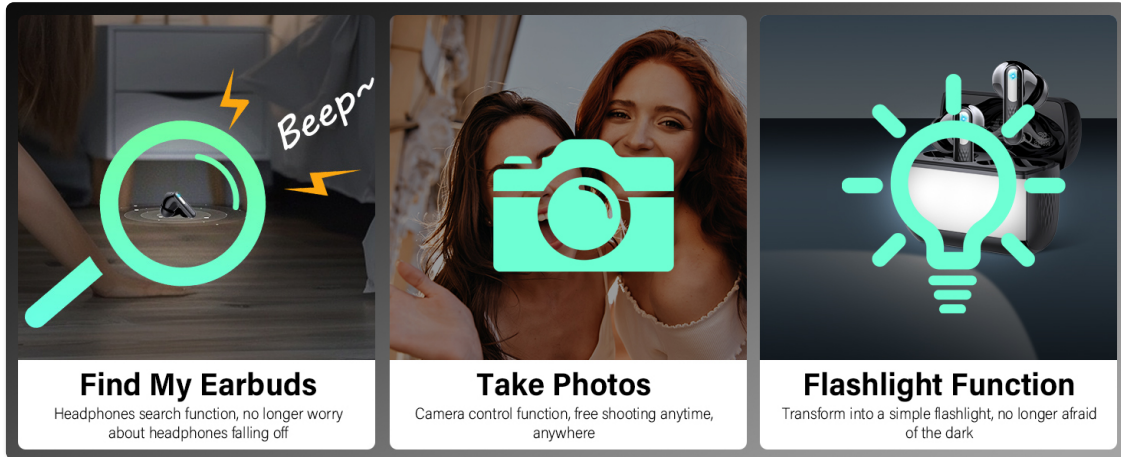 Beep~
Find My Earbuds
Headphones search function, no longer worry
about headphones falling off
Take Photos
Camera control function, free shooting anytime,
anywhere
Flashlight Function
Transform into a simple flashlight, no longer afraid
of the dark